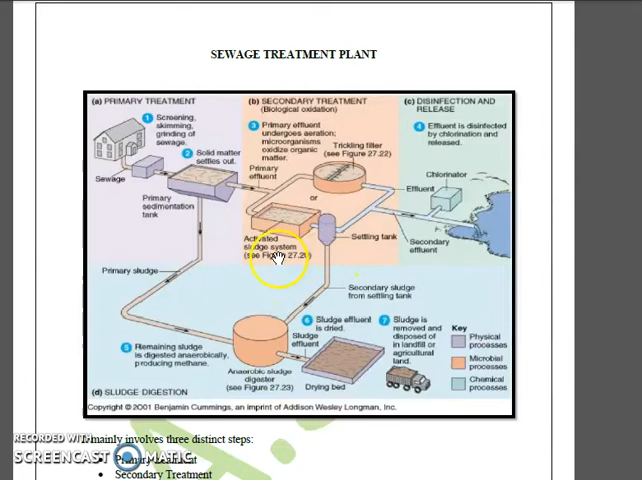 SEWAGE TREATMENT PLANT
(a) PRIMARY TREATMENT
1 Screening,
skimming,
grinding of
sewage.
2 Solid matter
settles out.
Sewage
Primary
sedimentation
tank
(b) SECONDARY TREATMENT
(Biological oxidation)
3 Primary effluent
undergoes aeration;
microorganisms
oxidize organic
matter.
Trickling filter
(see Figure 27.22)
Primary
effluent
or
Activated
sludge system
(see Figure 27.20)
Settling tank
(c) DISINFECTION AND
RELEASE
4 Effluent is disinfected
by chlorination and
released.
Chlorinator
Effluent
Secondary
effluent
Primary sludge
Secondary sludge
from settling tank
5 Remaining sludge
is digested anaerobically,
producing methane.
Anaerobic sludge
digester
(see Figure 27.23)
6 Sludge effluent
is dried.
Sludge
effluent
Drying bed
7 Sludge is
removed and
disposed of
in landfill or
agricultural
land.
Key
Physical
processes
Microbial
processes
Chemical
processes
(d) SLUDGE DIGESTION
Copyright © 2001 Benjamin Cummings, an imprint of Addison Wesley Longman, Inc.
mainly involves three distinct steps:
• Treatment
• Secondary Treatment
RECORDED WITH
SCREENCAST MATIC